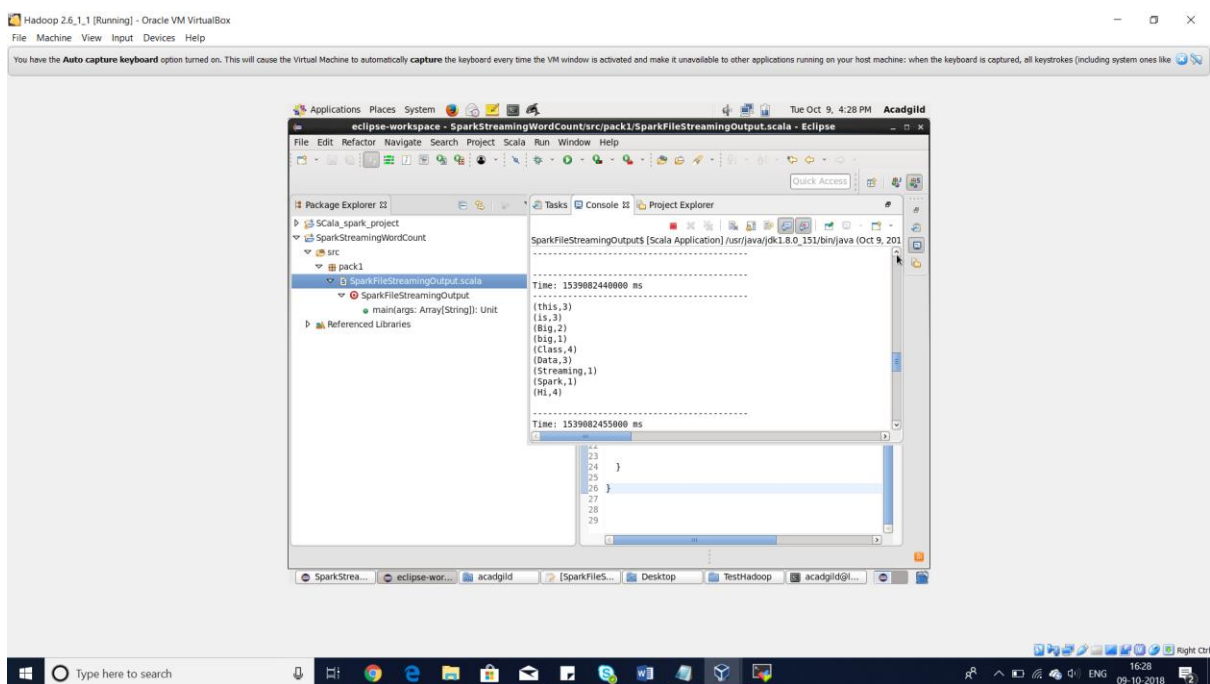 Hadoop 2.6_1_1 [Running] - Oracle VM VirtualBox
File Machine View Input Devices Help
You have the Auto capture keyboard option turned on. This will cause the Virtual Machine to automatically capture the keyboard every time the VM window is activated and make it unavailable to other applications running on your host machine: when the keyboard is captured, all keystrokes (including system ones like
Applications Places System Tue Oct 9, 4:28 PM Acadgild
eclipse-workspace - SparkStreamingWordCount/src/pack1/SparkFileStreamingOutput.scala - Eclipse
File Edit Refactor Navigate Search Project Scala Run Window Help
Quick Access
Package Explorer
Tasks Console Project Explorer
SCala_spark_project
SparkStreamingWordCount
src
pack1
SparkFileStreamingOutput.scala
SparkFileStreamingOutput
main(args: Array[String]): Unit
Referenced Libraries
SparkFileStreamingOutput$ [Scala Application] /usr/java/jdk1.8.0_151/bin/java (Oct 9, 201
-------------------------------------------
-------------------------------------------
Time: 1539082440000 ms
-------------------------------------------
(this,3)
(is,3)
(Big,2)
(big,1)
(Class,4)
(Data,3)
(Streaming,1)
(Spark,1)
(Hi,4)
-------------------------------------------
Time: 1539082455000 ms
23
24 }
25
26 }
27
28
29
SparkStrea... eclipse-wor... acadgild [SparkFileS... Desktop TestHadoop acadgild@l...
Right Ctrl
Type here to search
ENG
16:28
09-10-2018
2